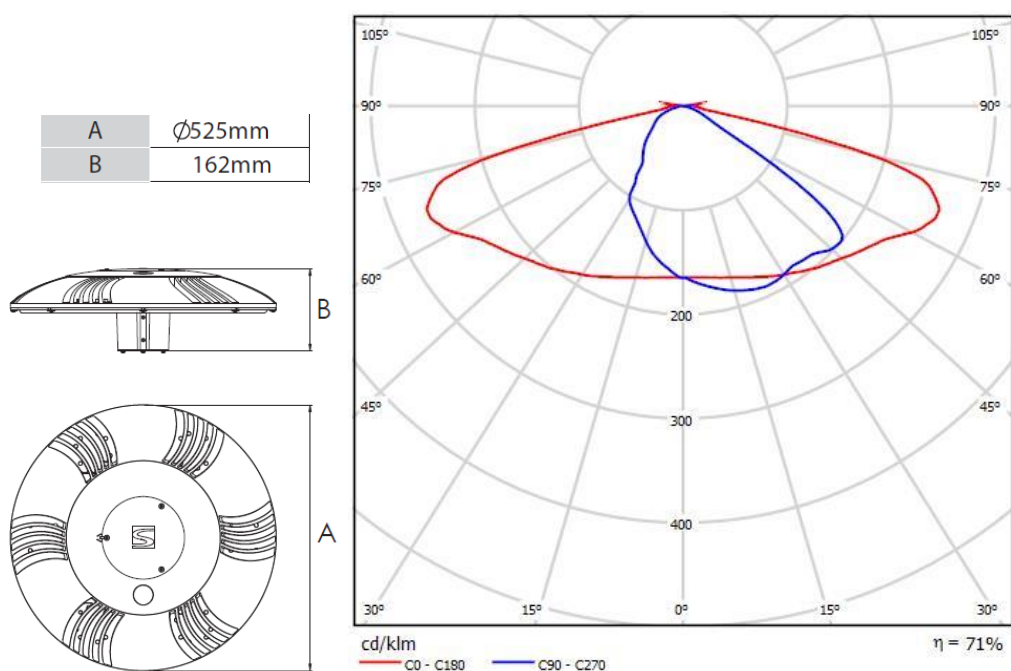 A Ø525mm
B 162mm
B
A
105° 105°
90° 90°
75° 75°
60° 60°
45° 45°
200
300
400
30° 15° 0° 15° 30°
cd/klm η = 71%
C0 - C180 C90 - C270
S